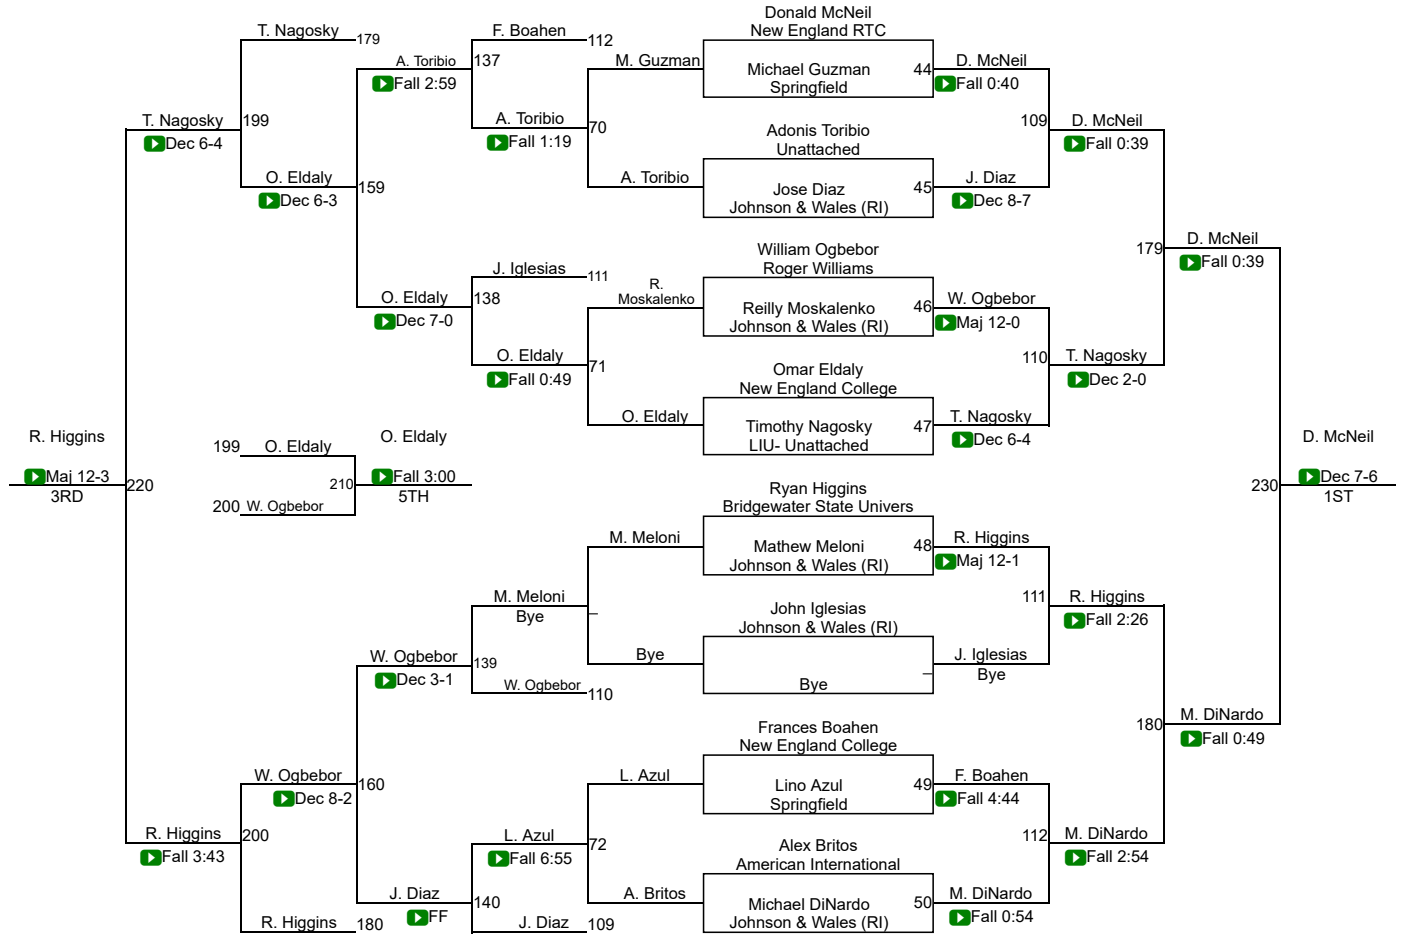 Donald McNeil
T. Nagosky
179
F. Boahen
112
New England RTC
A. Toribio
137
M. Guzman
Michael Guzman
44
D. McNeil
Fall 2:59
Springfield
Fall 0:40
T. Nagosky
199
A. Toribio
70
Adonis Toribio
109
D. McNeil
Dec 6-4
Fall 1:19
Unattached
Fall 0:39
O. Eldaly
159
A. Toribio
Jose Diaz
45
J. Diaz
Dec 6-3
Johnson & Wales (RI)
Dec 8-7
William Ogbebor
179
D. McNeil
J. Iglesias
111
Roger Williams
Fall 0:39
O. Eldaly
138
R.
Moskalenko
Reilly Moskalenko
46
W. Ogbebor
Dec 7-0
Johnson & Wales (RI)
Maj 12-0
O. Eldaly
71
Omar Eldaly
110
T. Nagosky
Fall 0:49
New England College
Dec 2-0
O. Eldaly
Timothy Nagosky
47
T. Nagosky
LIU- Unattached
Dec 6-4
R. Higgins
199
O. Eldaly
O. Eldaly
D. McNeil
Maj 12-3
220
210
Fall 3:00
230
Dec 7-6
3RD
5TH
1ST
200
W. Ogbebor
Ryan Higgins
Bridgewater State Univers
M. Meloni
Mathew Meloni
48
R. Higgins
Johnson & Wales (RI)
Maj 12-1
M. Meloni
John Iglesias
111
R. Higgins
Bye
Johnson & Wales (RI)
Fall 2:26
W. Ogbebor
139
Bye
J. Iglesias
Dec 3-1
W. Ogbebor
110
Bye
Bye
Frances Boahen
180
M. DiNardo
New England College
Fall 0:49
W. Ogbebor
160
L. Azul
Lino Azul
49
F. Boahen
Dec 8-2
Springfield
Fall 4:44
R. Higgins
200
L. Azul
72
Alex Britos
112
M. DiNardo
Fall 3:43
Fall 6:55
American International
Fall 2:54
J. Diaz
140
A. Britos
Michael DiNardo
50
M. DiNardo
R. Higgins
180
FF
J. Diaz
109
Johnson & Wales (RI)
Fall 0:54